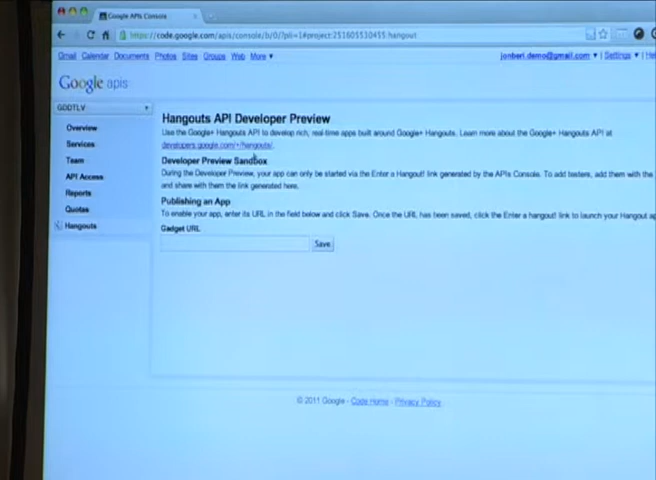 Google APIs Console
https://code.google.com/apis/console/b/0/?pli=1#project:251605530455:hangout
Gmail Calendar Documents Photos Sites Groups Web More
jonberi.demo@gmail.com Settings
Google apis
GDDTLV
Overview
Services
Team
API Access
Reports
Quotas
Hangouts
Hangouts API Developer Preview
Use the Google+ Hangouts API to develop rich, real-time apps built around Google+ Hangouts. Learn more about the Google+ Hangouts API at
developers.google.com/+/hangouts/.
Developer Preview Sandbox
During the Developer Preview, your app can only be started via the Enter a Hangout! link generated by the APIs Console. To add testers, add them with the
and share with them the link generated here.
Publishing an App
To enable your app, enter its URL in the field below and click Save. Once the URL has been saved, click the Enter a hangout! link to launch your Hangout
Gadget URL
Save
© 2011 Google - Code Home - Privacy Policy